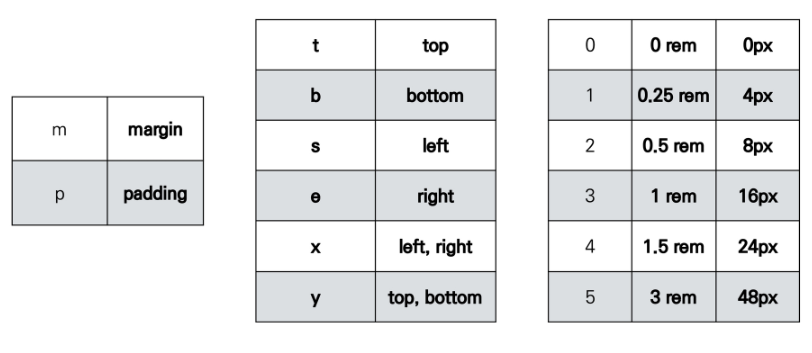 m margin
p padding
t top
b bottom
s left
e right
x left, right
y top, bottom
0 0 rem 0px
1 0.25 rem 4px
2 0.5 rem 8px
3 1 rem 16px
4 1.5 rem 24px
5 3 rem 48px